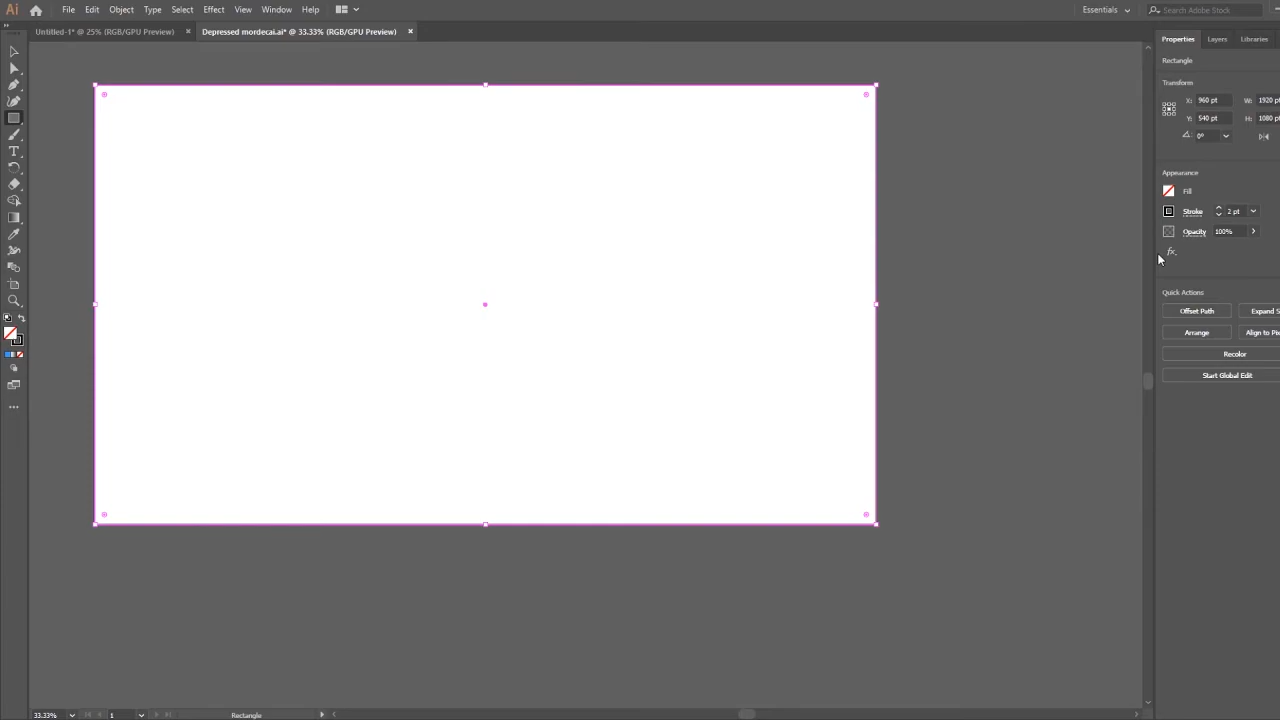 Ai File Edit Object Type Select Effect View Window Help Essentials Search Adobe Stock
Untitled-1* @ 25% (RGB/GPU Preview) × Depressed mordecai.ai* @ 33.33% (RGB/GPU Preview) ×
Properties Layers Libraries
Rectangle
Transform
X: 960 pt W: 1920 pt
Y: 540 pt H: 1080 pt
0°
Appearance
Fill
Stroke 2 pt
Opacity 100%
fx.
Quick Actions
Offset Path Expand S
Arrange Align to Pix
Recolor
Start Global Edit
33.33% 1 Rectangle